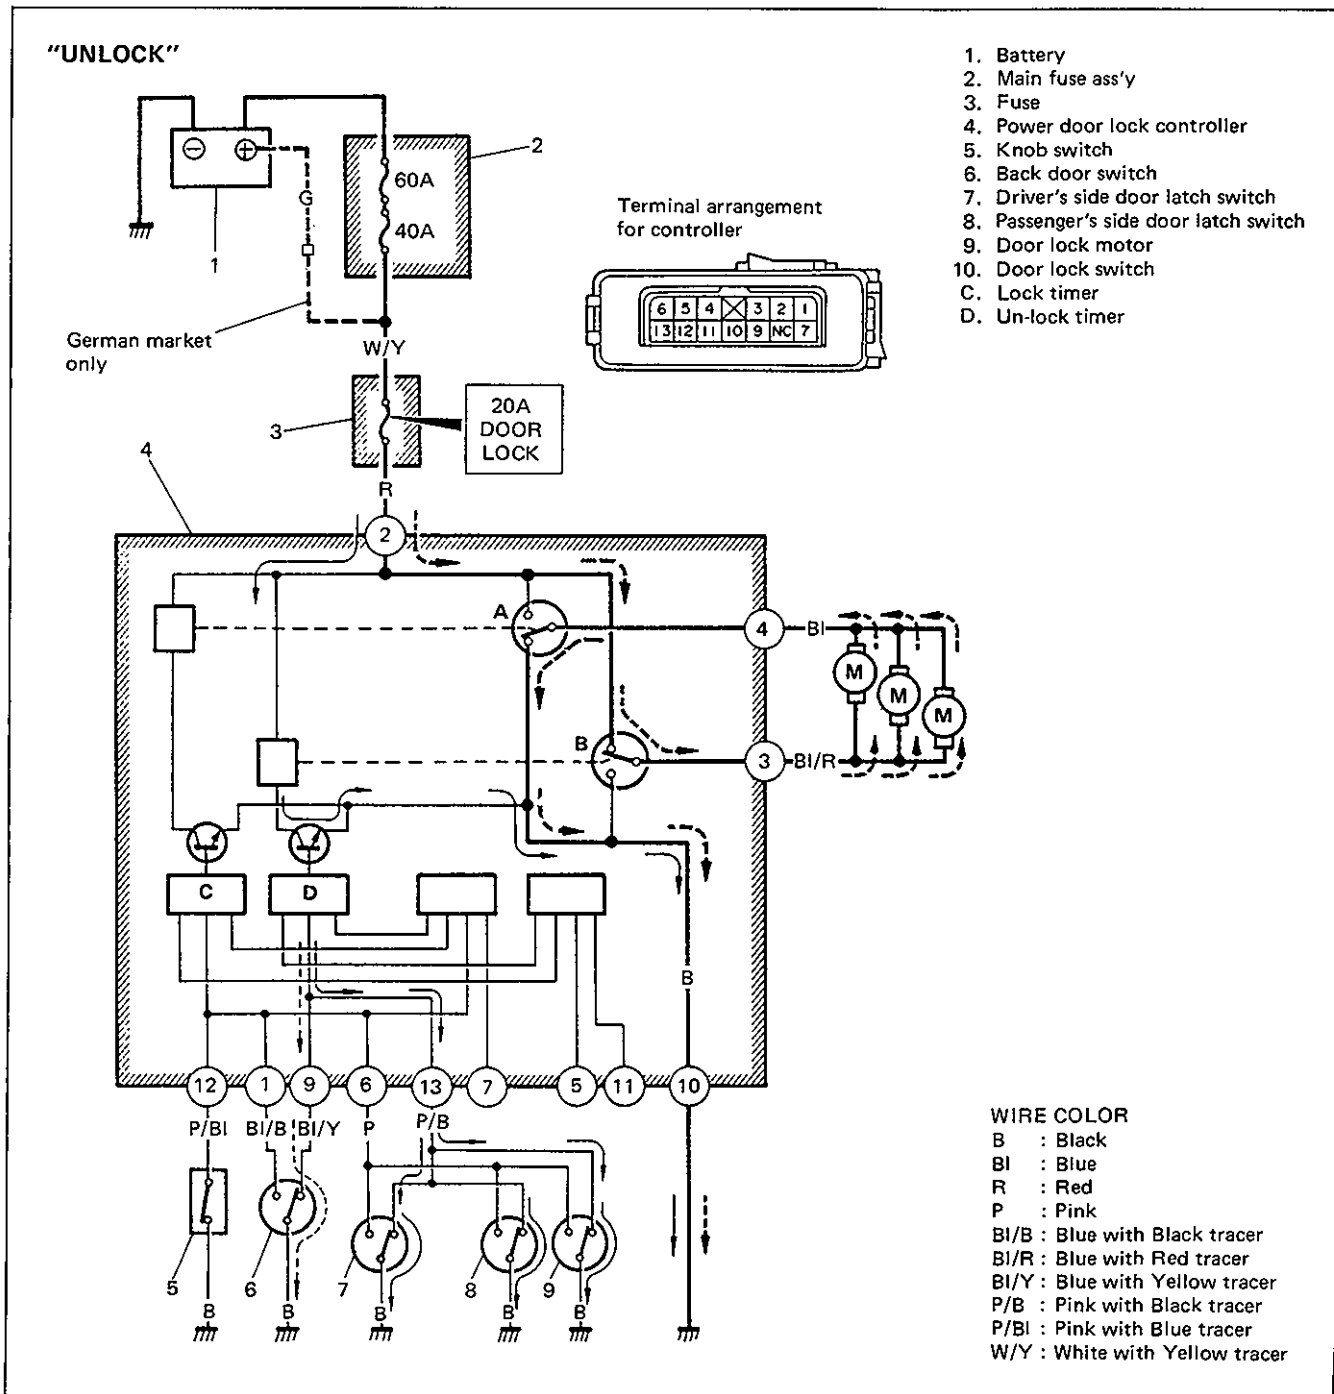 "UNLOCK"
1. Battery
2. Main fuse ass'y
3. Fuse
4. Power door lock controller
5. Knob switch
6. Back door switch
7. Driver's side door latch switch
8. Passenger's side door latch switch
9. Door lock motor
10. Door lock switch
C. Lock timer
D. Un-lock timer
2
60A
40A
G
1
German market
only
W/Y
Terminal arrangement
for controller
6 5 4 3 2 1
13 12 11 10 9 NC 7
3
20A
DOOR
LOCK
R
4
2
A
4
Bl
M
M
M
B
3
Bl/R
C
D
B
12
1
9
6
13
7
5
11
10
P/Bl
Bl/B
Bl/Y
P
P/B
5
6
7
8
9
B
B
B
B
B
WIRE COLOR
B : Black
Bl : Blue
R : Red
P : Pink
Bl/B : Blue with Black tracer
Bl/R : Blue with Red tracer
Bl/Y : Blue with Yellow tracer
P/B : Pink with Black tracer
P/Bl : Pink with Blue tracer
W/Y : White with Yellow tracer